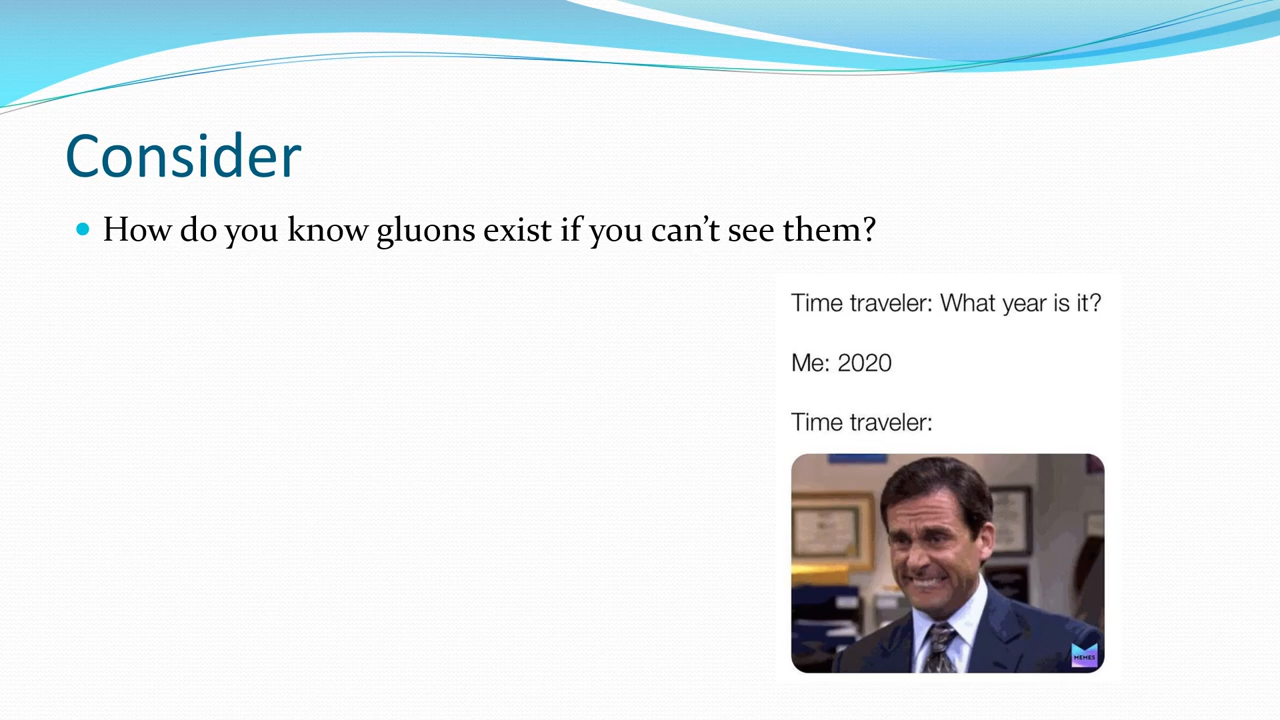 Consider
How do you know gluons exist if you can’t see them?
Time traveler: What year is it?
Me: 2020
Time traveler:
MEMES